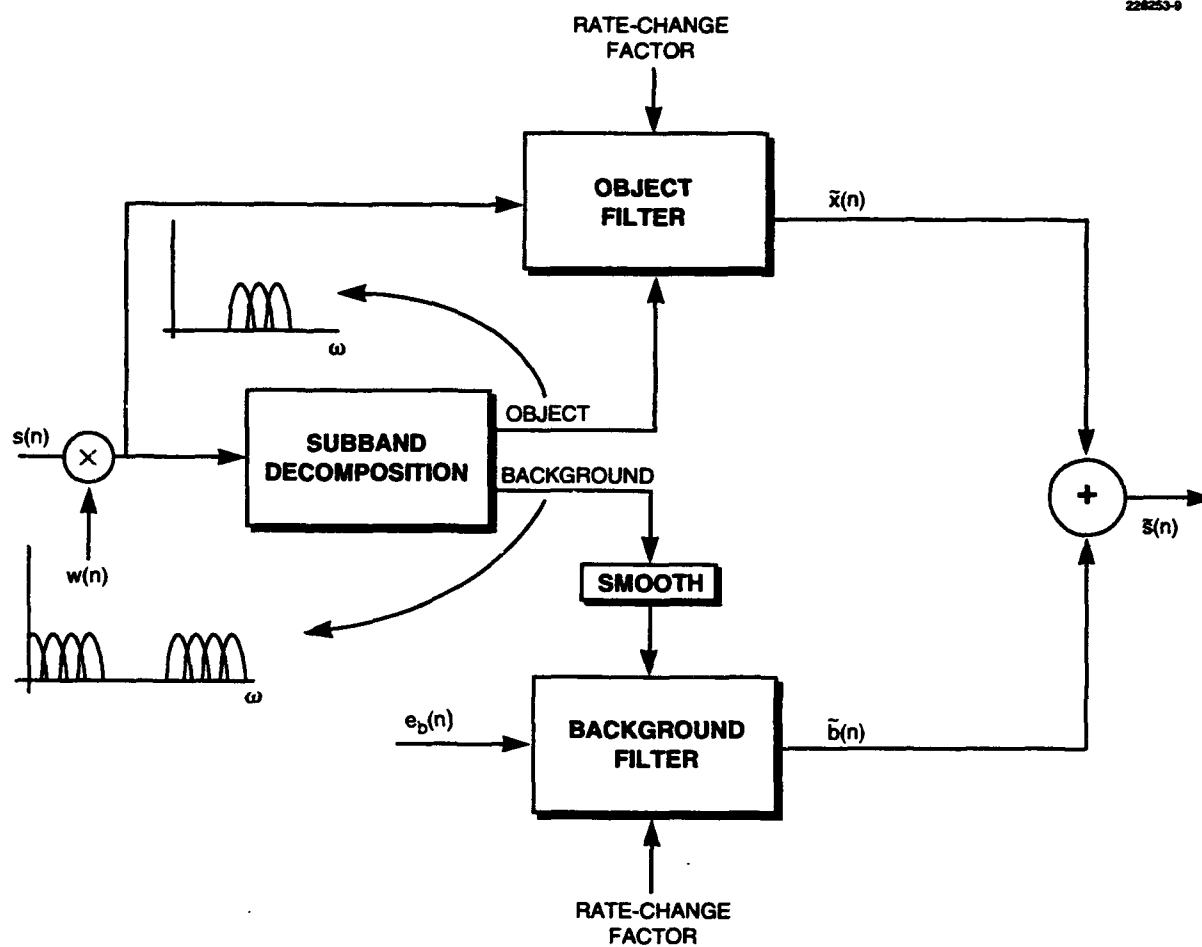 228253-9
RATE-CHANGE
FACTOR
OBJECT
FILTER
x̃(n)
ω
s(n)
×
SUBBAND
DECOMPOSITION
OBJECT
BACKGROUND
+
s̃(n)
w(n)
SMOOTH
ω
e_b(n)
BACKGROUND
FILTER
b̃(n)
RATE-CHANGE
FACTOR